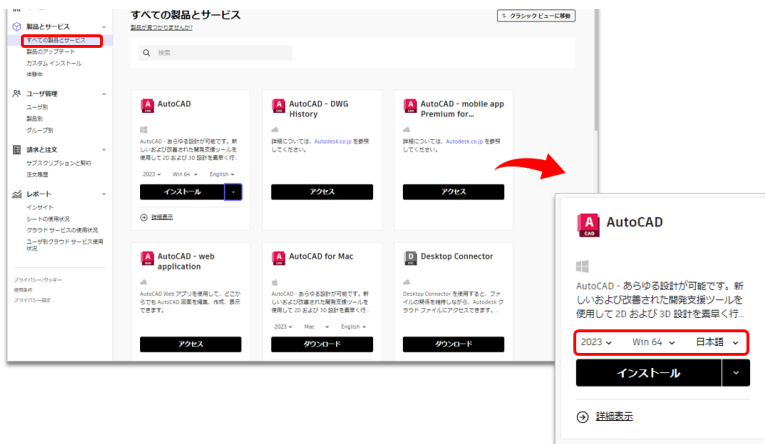 製品とサービス
すべての製品とサービス
製品のアップデート
カスタム インストール
体験中
ユーザ管理
ユーザ別
製品別
グループ別
請求と注文
サブスクリプションと契約
注文履歴
レポート
インサイト
シートの使用状況
クラウド サービスの使用状況
ユーザ別クラウド サービス使用
状況
プライバシー/クッキー
使用条件
プライバシー設定
すべての製品とサービス
製品が見つかりませんか?
クラシック ビューに移動
検索...
AutoCAD
AutoCAD - あらゆる設計が可能です。新
しいおよび改善された開発支援ツールを
使用して 2D および 3D 設計を素早く行...
2023 Win 64 English
インストール
詳細表示
AutoCAD - DWG
History
詳細については、Autodesk.co.jp を参照
してください。
アクセス
AutoCAD - mobile app
Premium for...
詳細については、Autodesk.co.jp を参照
してください。
アクセス
AutoCAD - web
application
AutoCAD Web アプリを使用して、どこか
らでも AutoCAD 図面を編集、作成、表示
できます。
アクセス
AutoCAD for Mac
AutoCAD - あらゆる設計が可能です。新
しいおよび改善された開発支援ツールを
使用して 2D および 3D 設計を素早く行...
2023 Mac English
ダウンロード
Desktop Connector
Desktop Connector を使用すると、ファ
イルの関係を維持しながら、Autodesk ク
ラウド ファイルにアクセスできます。.
ダウンロード
A
CAD
AutoCAD
AutoCAD - あらゆる設計が可能です。新
しいおよび改善された開発支援ツールを
使用して 2D および 3D 設計を素早く行...
2023 Win 64 日本語
インストール
詳細表示